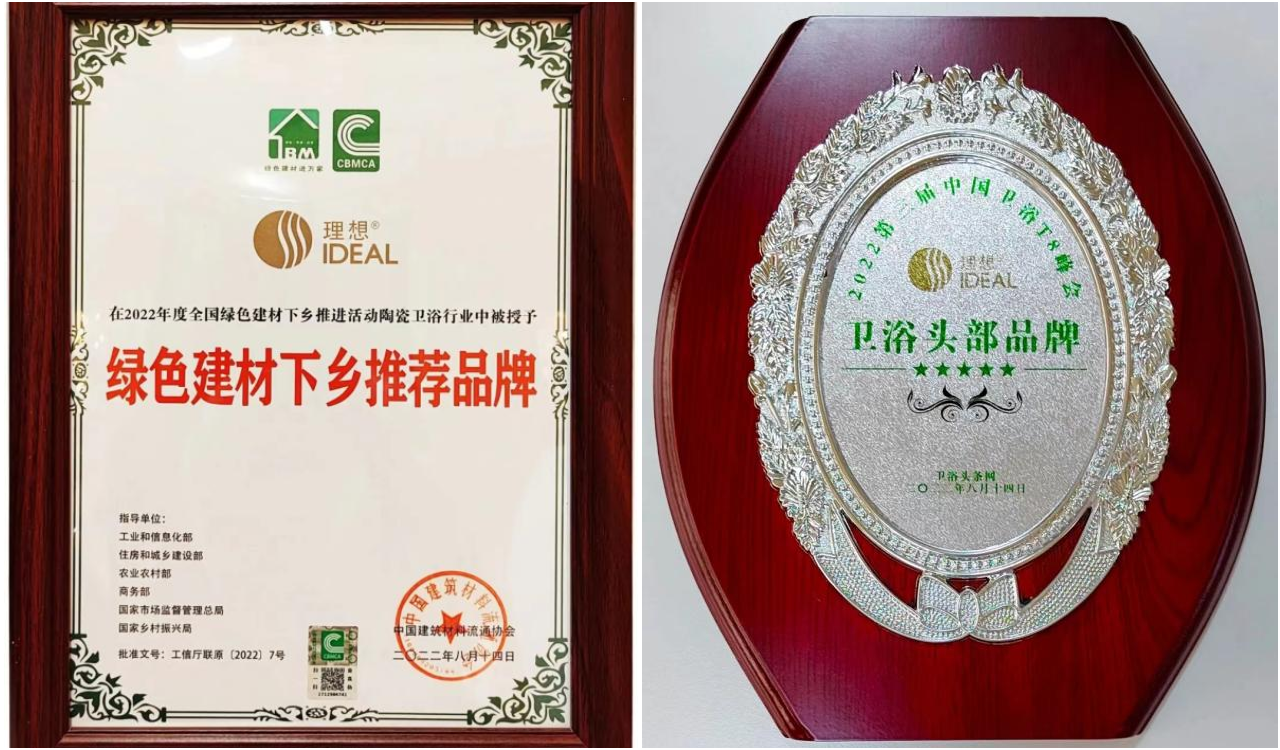 BM
绿色建材进万家
CBMCA
理想®
IDEAL
在2022年度全国绿色建材下乡推进活动陶瓷卫浴行业中被授予
绿色建材下乡推荐品牌
指导单位：
工业和信息化部
住房和城乡建设部
农业农村部
商务部
国家市场监督管理总局
国家乡村振兴局
批准文号：工信厅联原〔2022〕7号
CBMCA
中国建筑材料流通协会
二〇二二年八月十四日
2022第三届中国卫浴T8峰会
理想
IDEAL
卫浴头部品牌
卫浴头条网
二〇二二年八月十四日